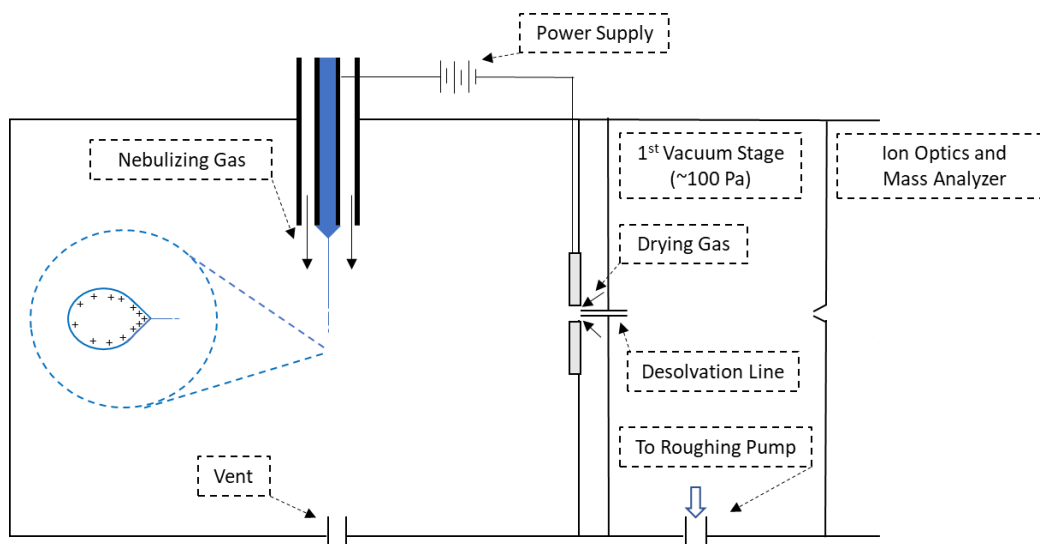 Power Supply
Nebulizing Gas
1st Vacuum Stage
(~100 Pa)
Ion Optics and
Mass Analyzer
Drying Gas
Desolvation Line
To Roughing Pump
Vent
+ + + + + + + + + + + + +